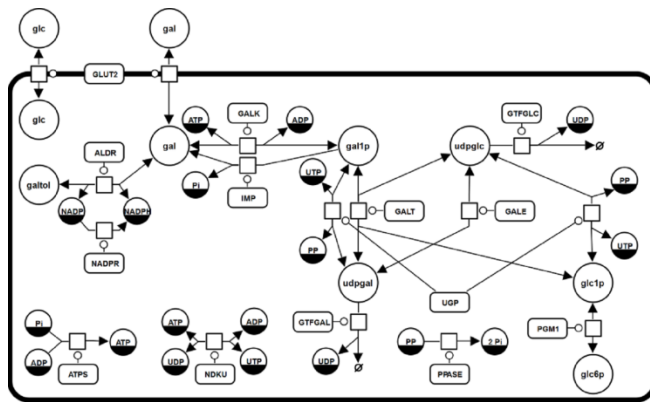 glc
gal
GLUT2
glc
GALK
ATP
ADP
GTFGLC
UDP
ø
gal
gal1p
udpglc
ALDR
Pi
IMP
UTP
PP
galtol
NADP
NADPH
GALT
GALE
PP
UTP
NADPR
udpgal
UGP
glc1p
Pi
ATP
ADP
ATPS
ATP
ADP
UDP
UTP
NDKU
GTFGAL
UDP
ø
PP
2 Pi
PPASE
PGM1
glc6p